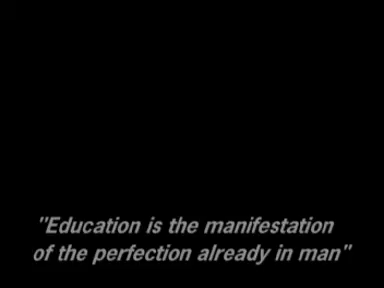 "Education is the manifestation
of the perfection already in man"